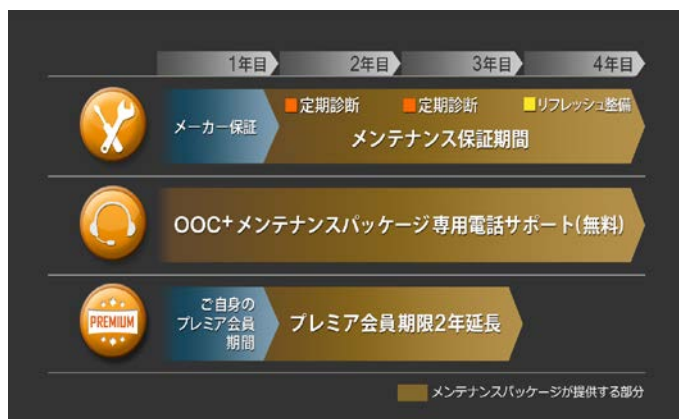 1年目 2年目 3年目 4年目
メーカー保証
定期診断 定期診断 リフレッシュ整備
メンテナンス保証期間
OOC+メンテナンスパッケージ専用電話サポート(無料)
PREMIUM
ご自身の
プレミア会員
期間
プレミア会員期限2年延長
メンテナンスパッケージが提供する部分